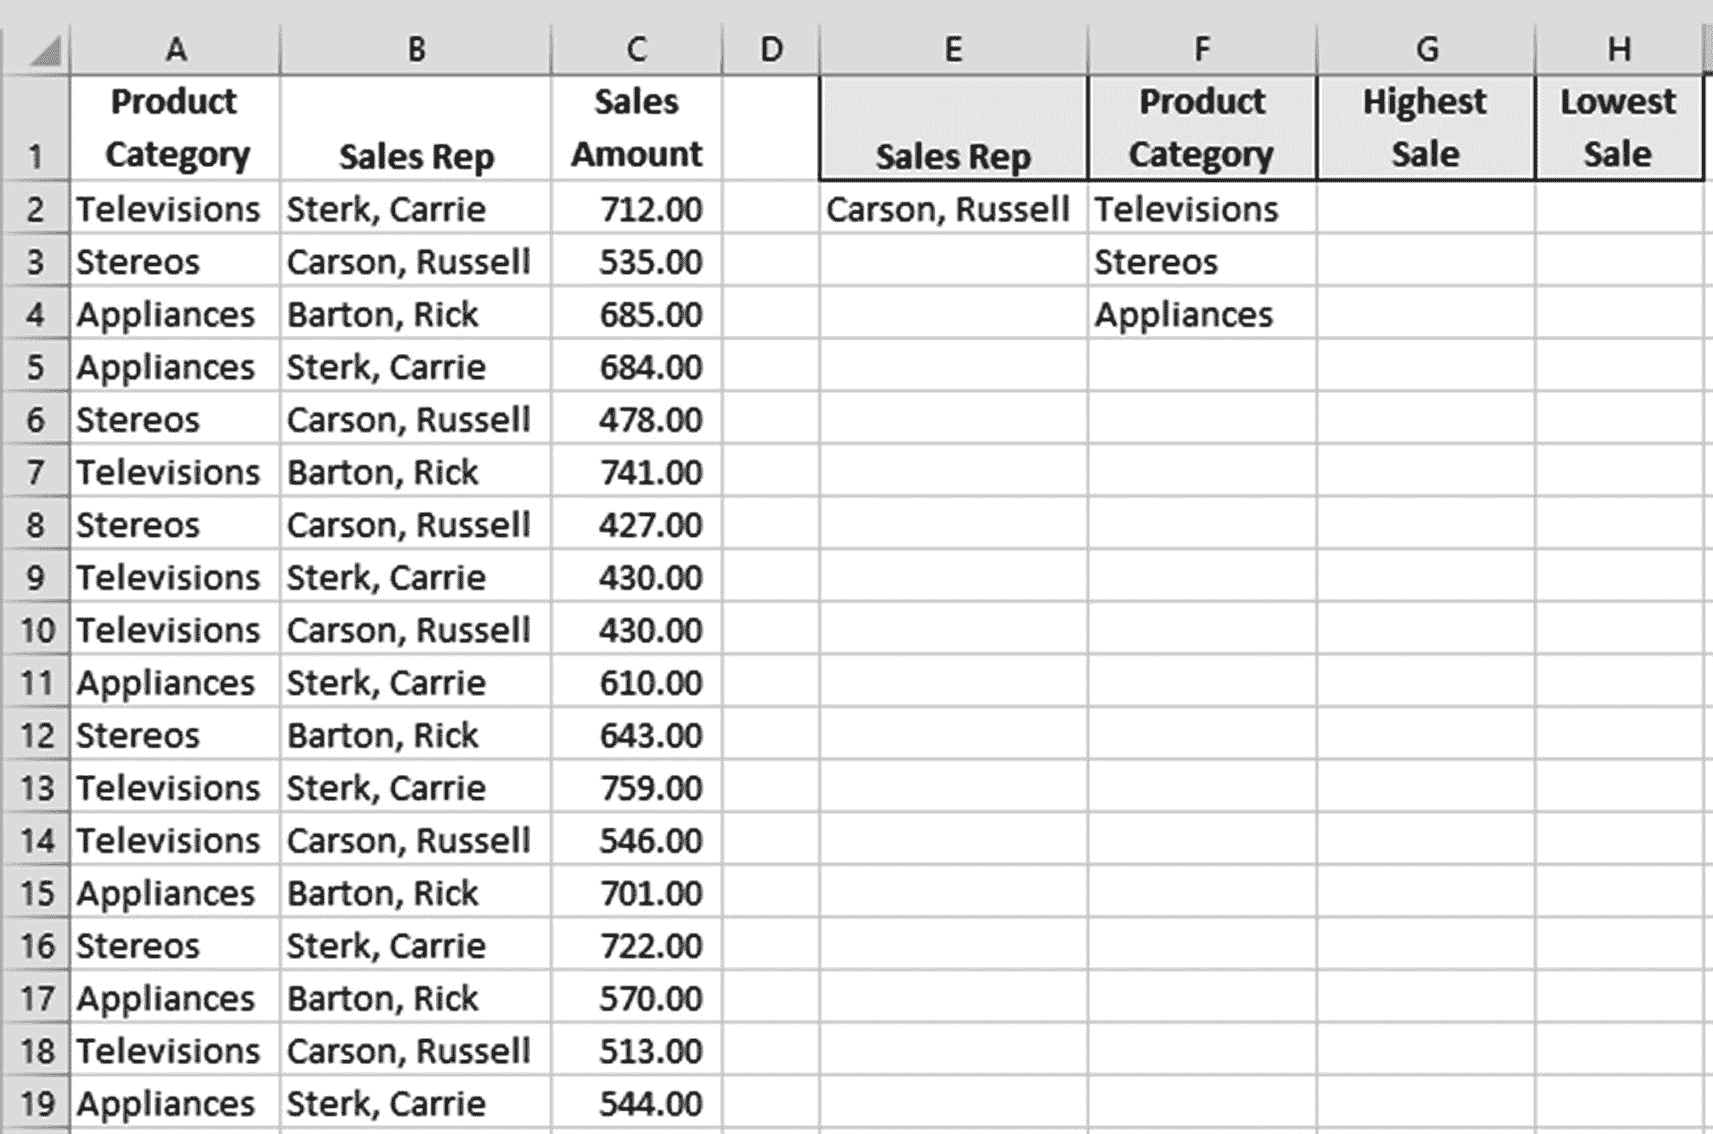 A B C D E F G H
1 Product Category Sales Rep Sales Amount Sales Rep Product Category Highest Sale Lowest Sale
2 Televisions Sterk, Carrie 712.00 Carson, Russell Televisions
3 Stereos Carson, Russell 535.00 Stereos
4 Appliances Barton, Rick 685.00 Appliances
5 Appliances Sterk, Carrie 684.00
6 Stereos Carson, Russell 478.00
7 Televisions Barton, Rick 741.00
8 Stereos Carson, Russell 427.00
9 Televisions Sterk, Carrie 430.00
10 Televisions Carson, Russell 430.00
11 Appliances Sterk, Carrie 610.00
12 Stereos Barton, Rick 643.00
13 Televisions Sterk, Carrie 759.00
14 Televisions Carson, Russell 546.00
15 Appliances Barton, Rick 701.00
16 Stereos Sterk, Carrie 722.00
17 Appliances Barton, Rick 570.00
18 Televisions Carson, Russell 513.00
19 Appliances Sterk, Carrie 544.00